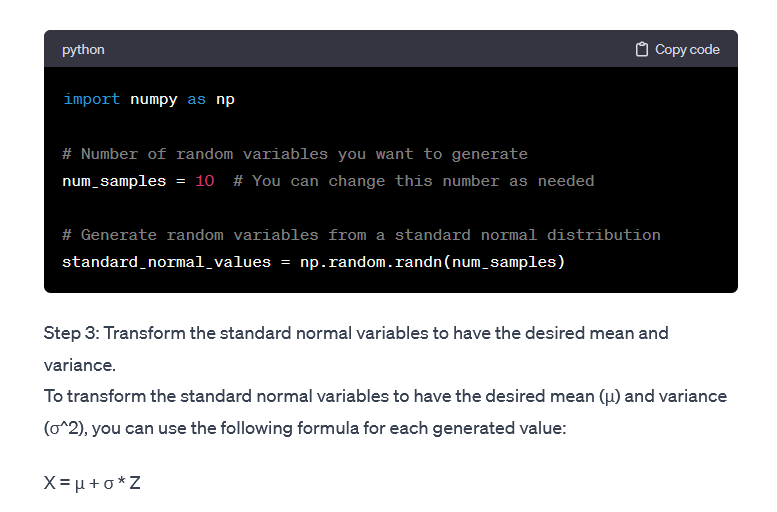 python
Copy code
import numpy as np
# Number of random variables you want to generate
num_samples = 10  # You can change this number as needed
# Generate random variables from a standard normal distribution
standard_normal_values = np.random.randn(num_samples)
Step 3: Transform the standard normal variables to have the desired mean and
variance.
To transform the standard normal variables to have the desired mean (μ) and variance
(σ^2), you can use the following formula for each generated value:
X = μ + σ * Z